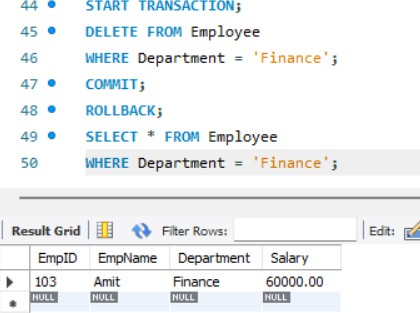 44 START TRANSACTION;
45 DELETE FROM Employee
46 WHERE Department = 'Finance';
47 COMMIT;
48 ROLLBACK;
49 SELECT * FROM Employee
50 WHERE Department = 'Finance';
Result Grid Filter Rows: Edit:
EmpID EmpName Department Salary
103 Amit Finance 60000.00
NULL NULL NULL NULL